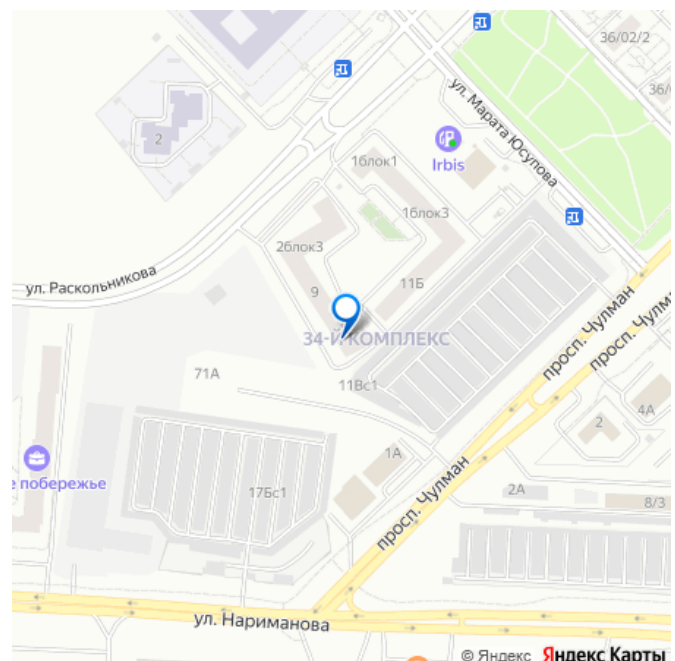 36/02/2
36/
ул. Марата Юсупова
2
1блок1
Irbis
1блок3
2блок3
11Б
ул. Раскольникова
9
34-Й КОМПЛЕКС
просп. Чулман
просп. Чулм
71А
11Вс1
2
4А
1А
е побережье
17Бс1
просп. Чулман
2А
8/3
ул. Нариманова
© Яндекс Яндекс Карты